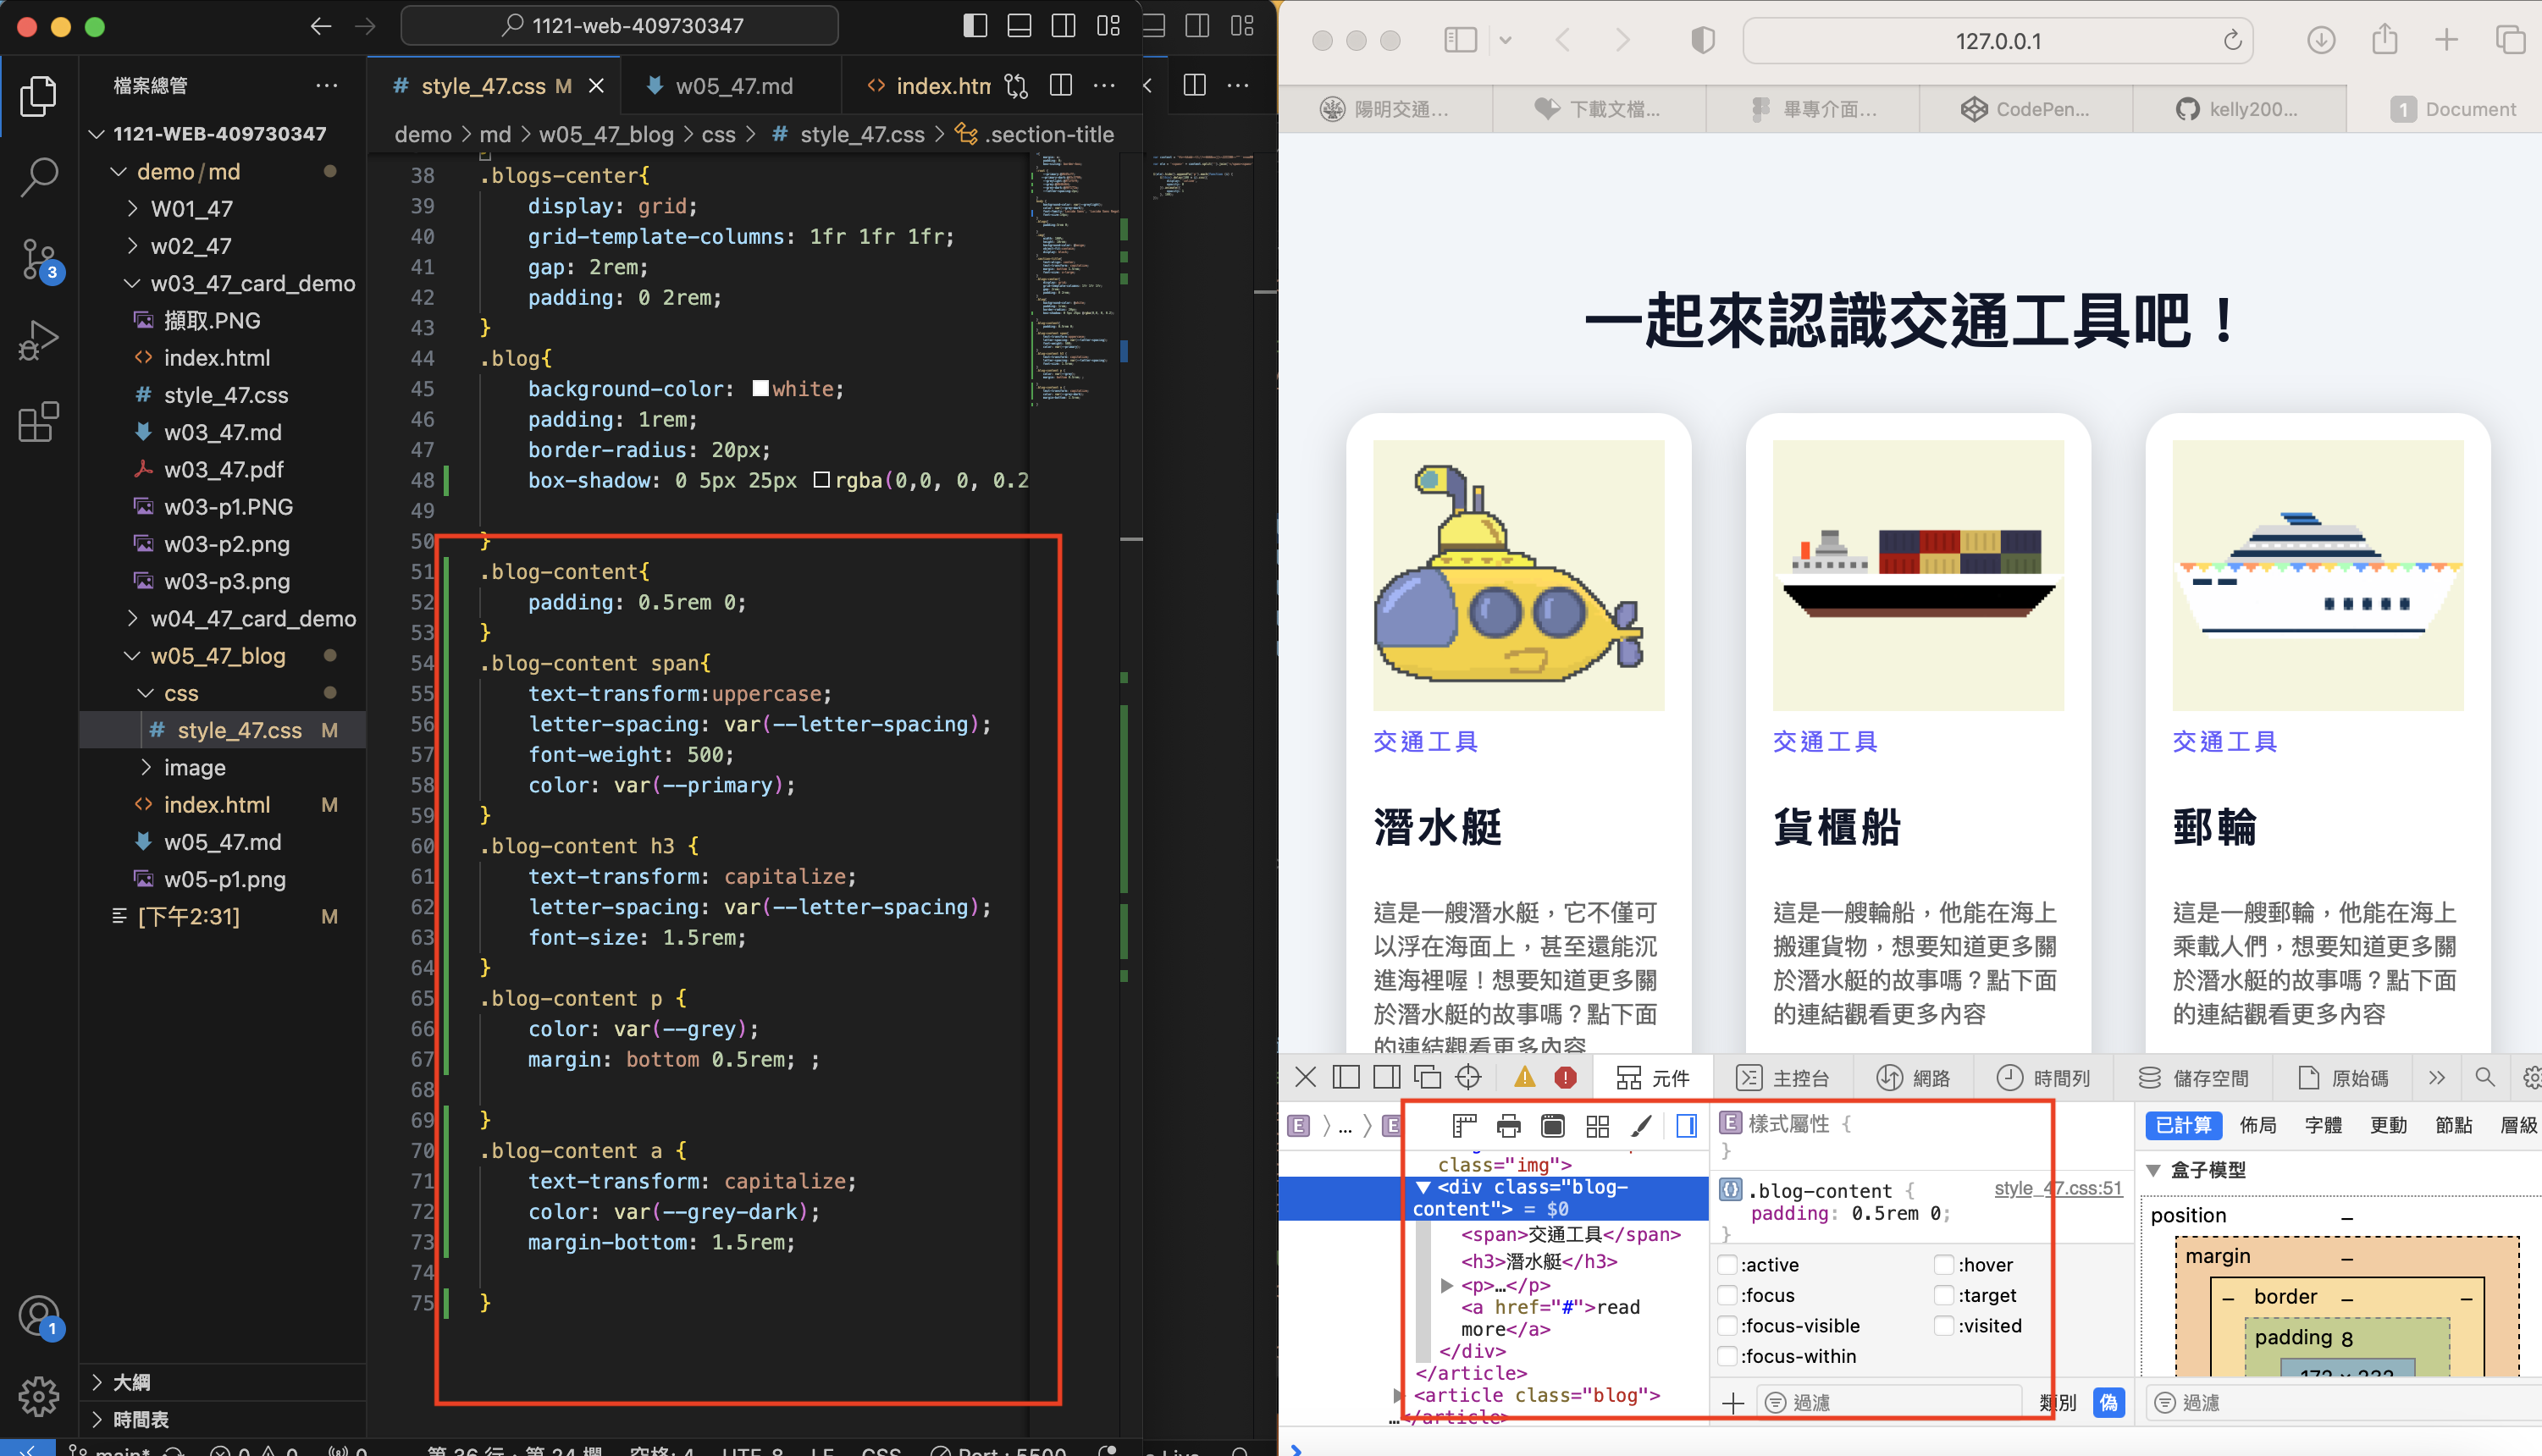 1121-web-409730347
檔案總管
1121-WEB-409730347
demo/md
W01_47
w02_47
w03_47_card_demo
擷取.PNG
index.html
style_47.css
w03_47.md
w03_47.pdf
w03-p1.PNG
w03-p2.png
w03-p3.png
w04_47_card_demo
w05_47_blog
css
style_47.css M
image
index.html M
w05_47.md
w05-p1.png
[下午2:31] M
大綱
時間表
3
1
style_47.css M
w05_47.md
index.htm
demo > md > w05_47_blog > css > # style_47.css > .section-title
38 .blogs-center{
39 display: grid;
40 grid-template-columns: 1fr 1fr 1fr;
41 gap: 2rem;
42 padding: 0 2rem;
43 }
44 .blog{
45 background-color: white;
46 padding: 1rem;
47 border-radius: 20px;
48 box-shadow: 0 5px 25px rgba(0,0, 0, 0.2
49
50 }
51 .blog-content{
52 padding: 0.5rem 0;
53 }
54 .blog-content span{
55 text-transform:uppercase;
56 letter-spacing: var(--letter-spacing);
57 font-weight: 500;
58 color: var(--primary);
59 }
60 .blog-content h3 {
61 text-transform: capitalize;
62 letter-spacing: var(--letter-spacing);
63 font-size: 1.5rem;
64 }
65 .blog-content p {
66 color: var(--grey);
67 margin: bottom 0.5rem; ;
68
69 }
70 .blog-content a {
71 text-transform: capitalize;
72 color: var(--grey-dark);
73 margin-bottom: 1.5rem;
74
75 }
127.0.0.1
陽明交通...
下載文檔...
畢專介面...
CodePen...
kelly200...
1 Document
一起來認識交通工具吧！
交通工具
潛水艇
這是一艘潛水艇，它不僅可
以浮在海面上，甚至還能沉
進海裡喔！想要知道更多關
於潛水艇的故事嗎？點下面
的連結觀看更多內容
交通工具
貨櫃船
這是一艘輪船，他能在海上
搬運貨物，想要知道更多關
於潛水艇的故事嗎？點下面
的連結觀看更多內容
交通工具
郵輪
這是一艘郵輪，他能在海上
乘載人們，想要知道更多關
於潛水艇的故事嗎？點下面
的連結觀看更多內容
元件
主控台
網路
時間列
儲存空間
原始碼
E > ... > E
class="img">
<div class="blog-
content"> = $0
<span>交通工具</span>
<h3>潛水艇</h3>
<p>…</p>
<a href="#">read
more</a>
</div>
</article>
<article class="blog">
…</article>
E 樣式屬性 {
}
.blog-content { style_47.css:51
padding: 0.5rem 0;
}
:active
:hover
:focus
:target
:focus-visible
:visited
:focus-within
過濾
類別
偽
已計算
佈局
字體
更動
節點
層級
盒子模型
position –
margin –
– border – –
padding 8
過濾
main*
0 0
0
第 36 行，第 24 欄
空格: 4
UTF-8
LF
CSS
Port : 5500
Live